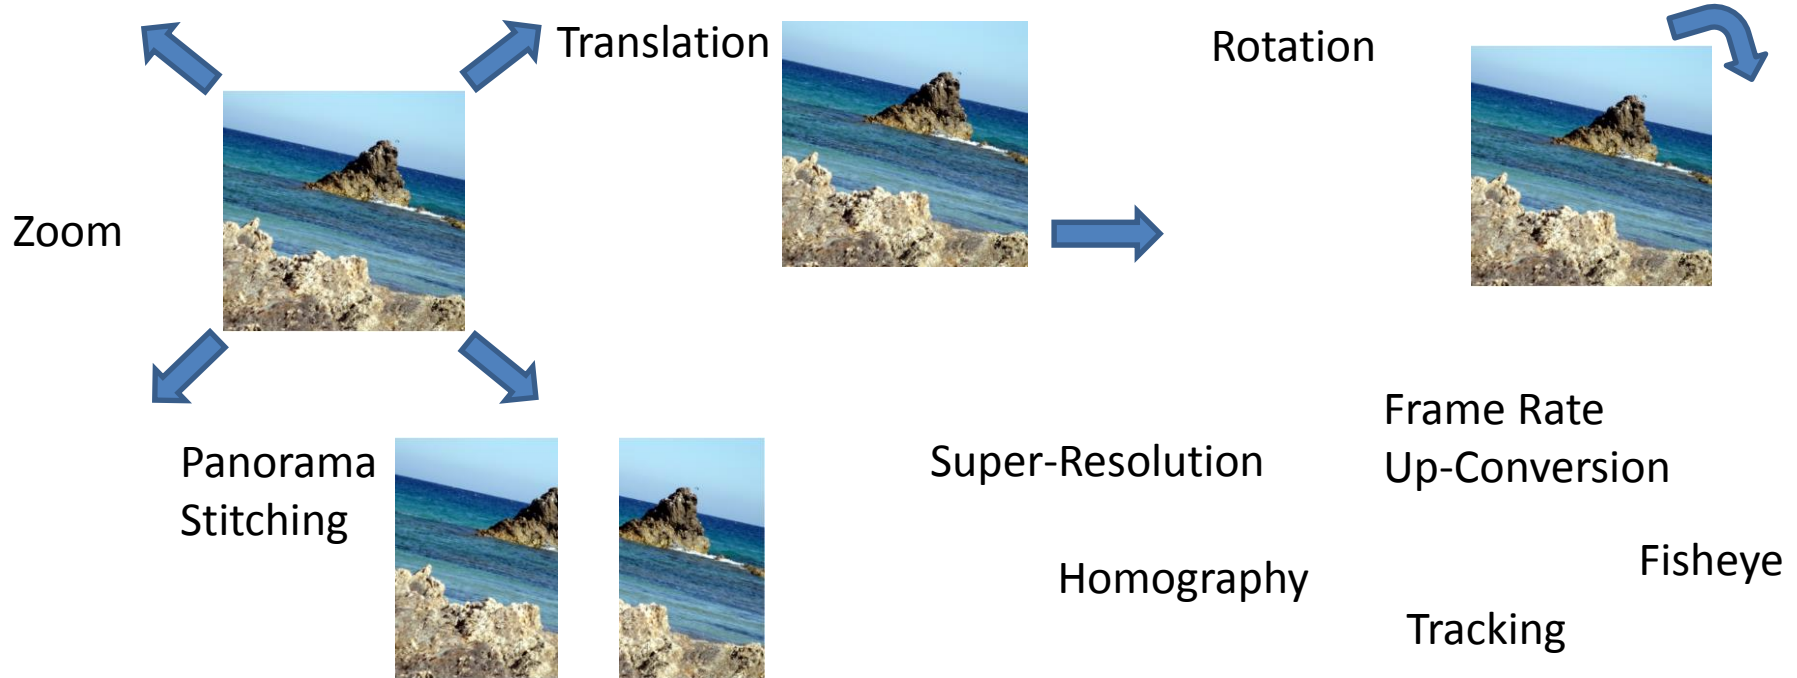 Translation
Rotation
Zoom
Panorama
Stitching
Super-Resolution
Frame Rate
Up-Conversion
Homography
Fisheye
Tracking